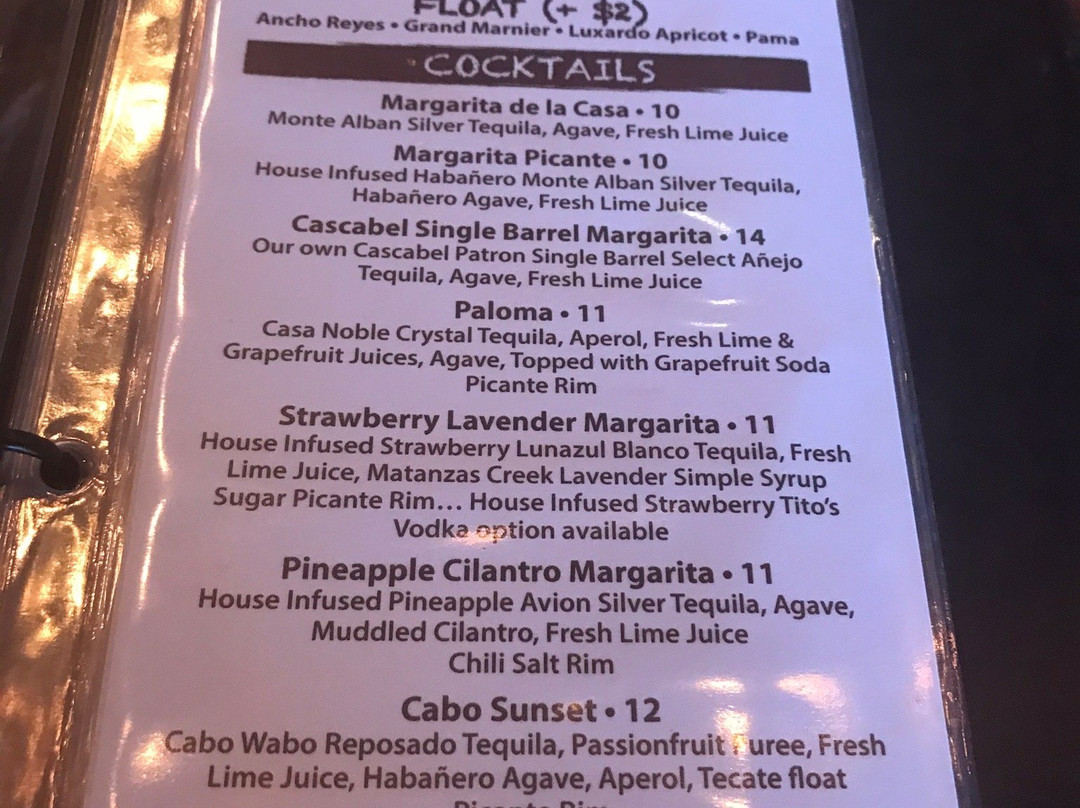 FLOAT (+ $2)
Ancho Reyes • Grand Marnier • Luxardo Apricot • Pama
COCKTAILS
Margarita de la Casa • 10
Monte Alban Silver Tequila, Agave, Fresh Lime Juice
Margarita Picante • 10
House Infused Habañero Monte Alban Silver Tequila,
Habañero Agave, Fresh Lime Juice
Cascabel Single Barrel Margarita • 14
Our own Cascabel Patron Single Barrel Select Añejo
Tequila, Agave, Fresh Lime Juice
Paloma • 11
Casa Noble Crystal Tequila, Aperol, Fresh Lime &
Grapefruit Juices, Agave, Topped with Grapefruit Soda
Picante Rim
Strawberry Lavender Margarita • 11
House Infused Strawberry Lunazul Blanco Tequila, Fresh
Lime Juice, Matanzas Creek Lavender Simple Syrup
Sugar Picante Rim... House Infused Strawberry Tito's
Vodka option available
Pineapple Cilantro Margarita • 11
House Infused Pineapple Avion Silver Tequila, Agave,
Muddled Cilantro, Fresh Lime Juice
Chili Salt Rim
Cabo Sunset • 12
Cabo Wabo Reposado Tequila, Passionfruit Puree, Fresh
Lime Juice, Habañero Agave, Aperol, Tecate float
Picante Rim